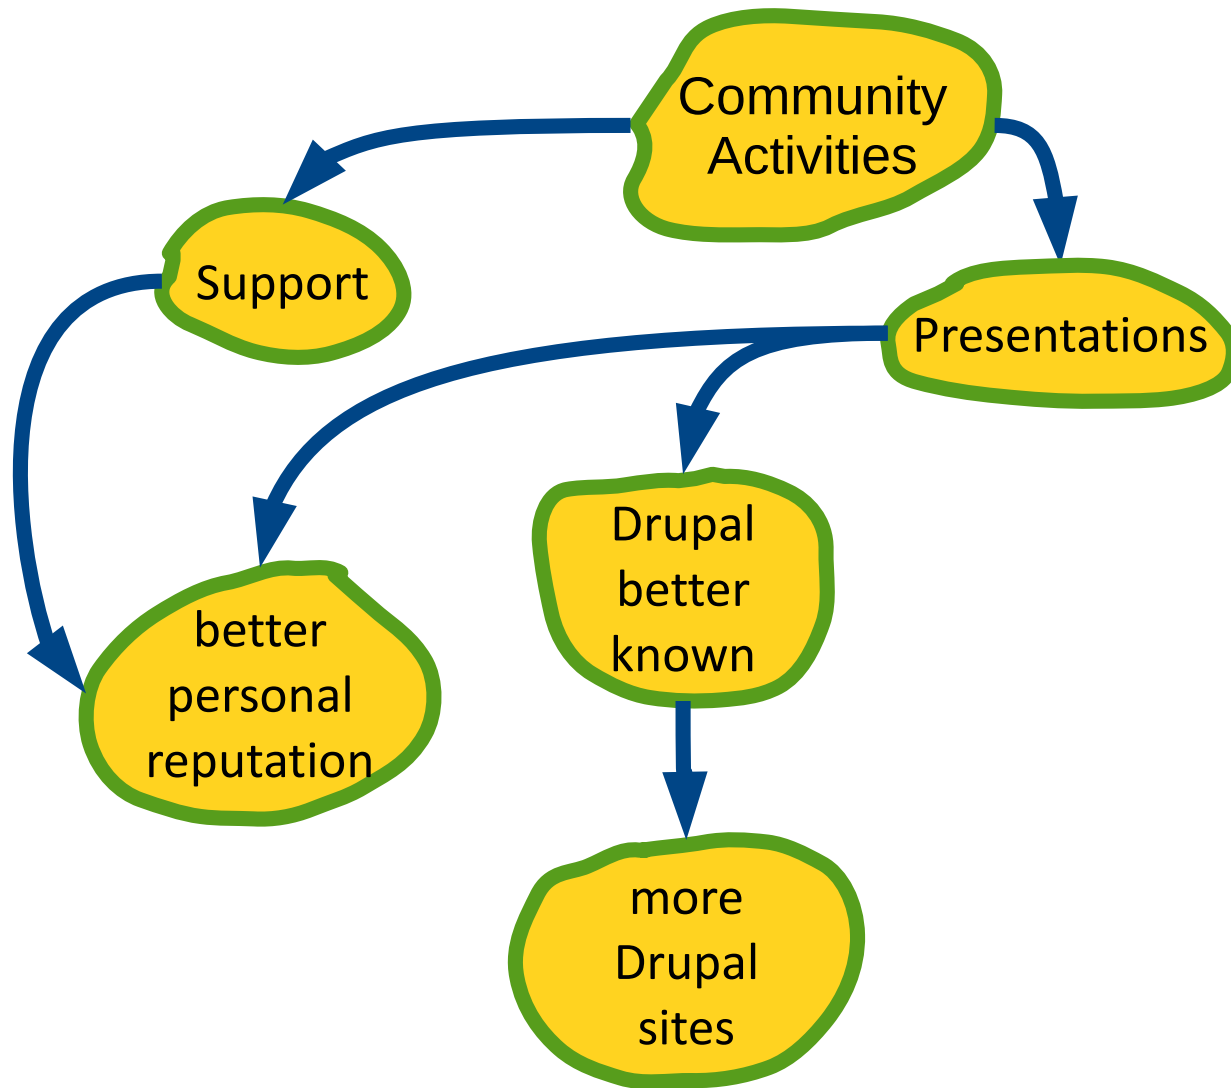 Community
Activities
Support
Presentations
Drupal
better
known
better
personal
reputation
more
Drupal
sites